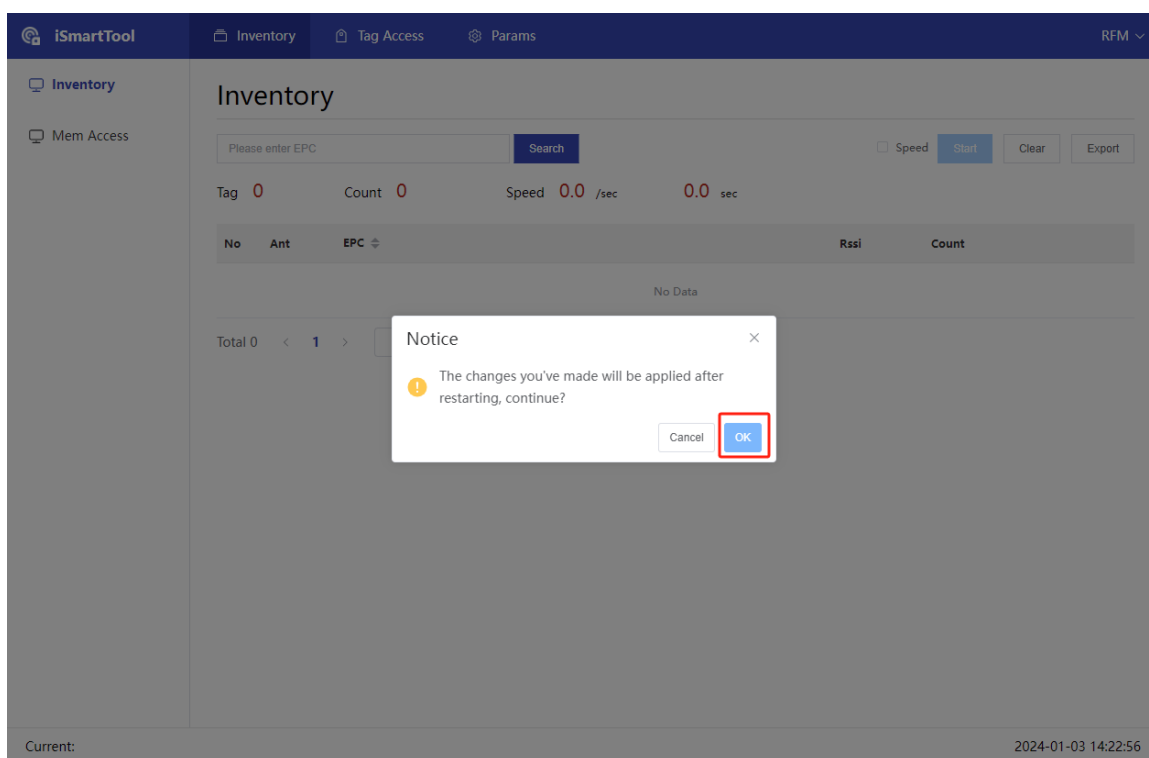 iSmartTool Inventory Tag Access Params RFM
Inventory
Mem Access
Inventory
Please enter EPC Search Speed Start Clear Export
Tag 0 Count 0 Speed 0.0 /sec 0.0 sec
No Ant EPC Rssi Count
No Data
Total 0 < 1 >
Notice
The changes you've made will be applied after
restarting, continue?
Cancel OK
Current: 2024-01-03 14:22:56